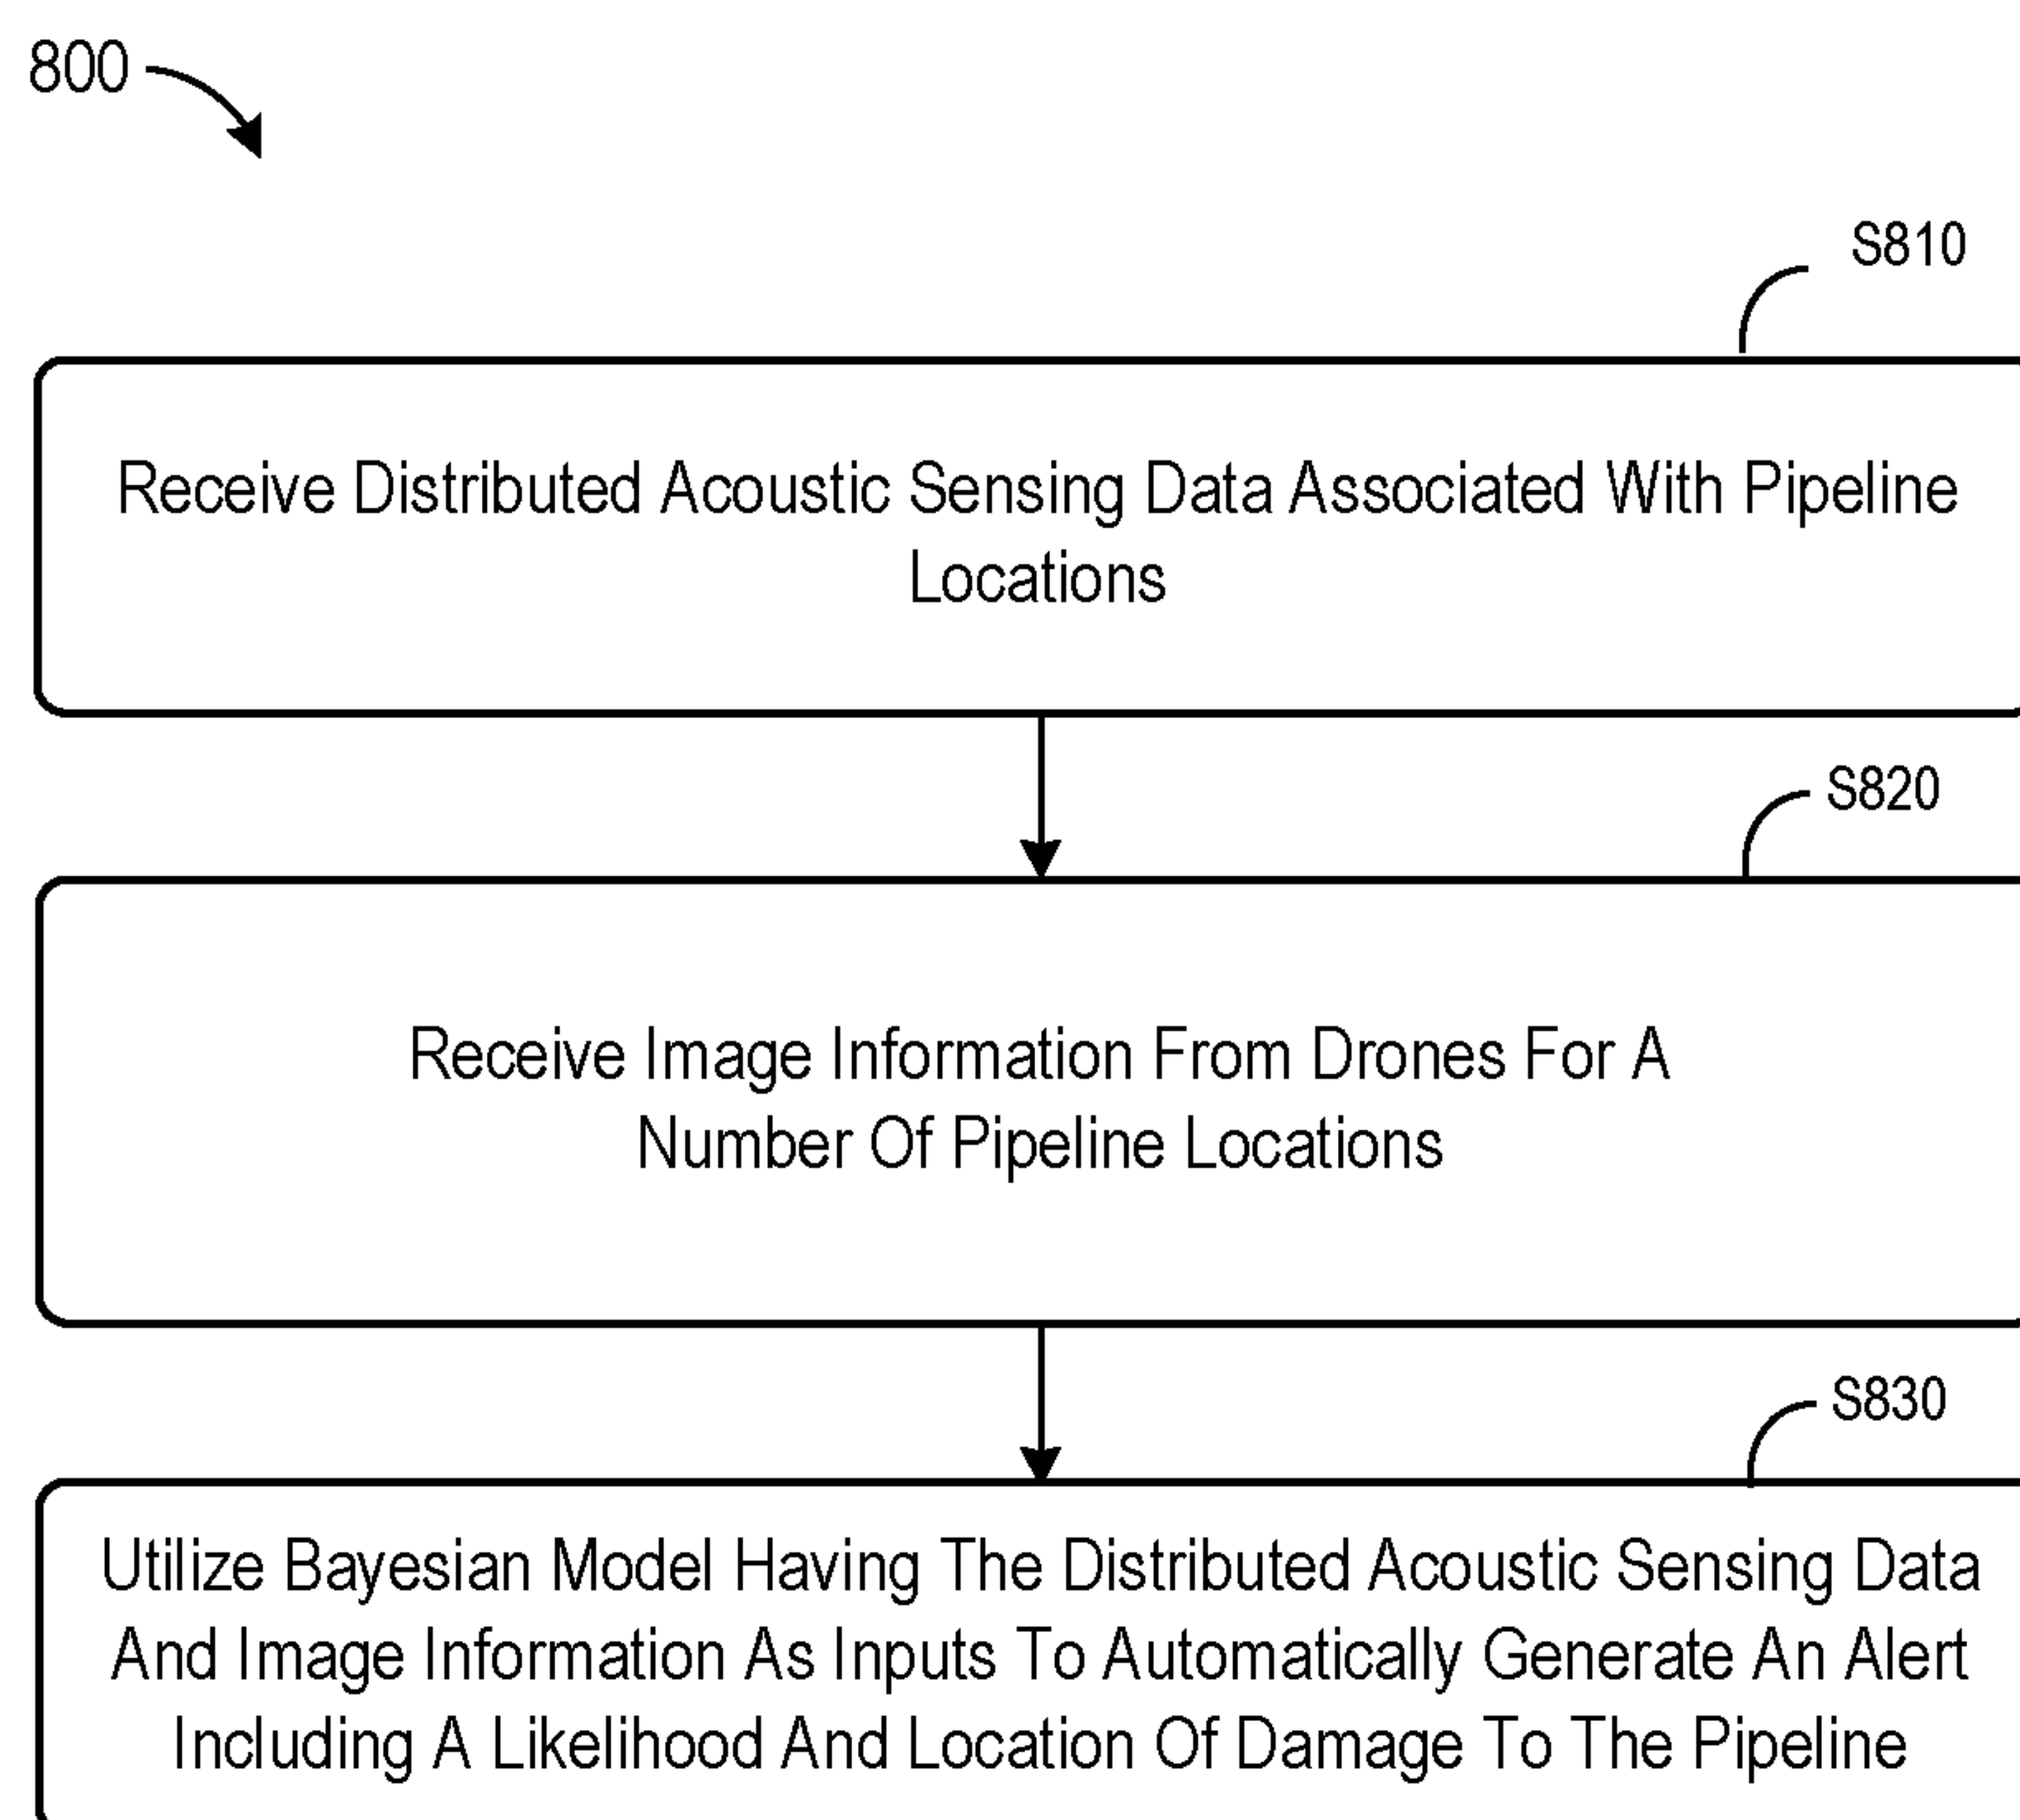 800
S810
Receive Distributed Acoustic Sensing Data Associated With Pipeline
Locations
S820
Receive Image Information From Drones For A
Number Of Pipeline Locations
S830
Utilize Bayesian Model Having The Distributed Acoustic Sensing Data
And Image Information As Inputs To Automatically Generate An Alert
Including A Likelihood And Location Of Damage To The Pipeline